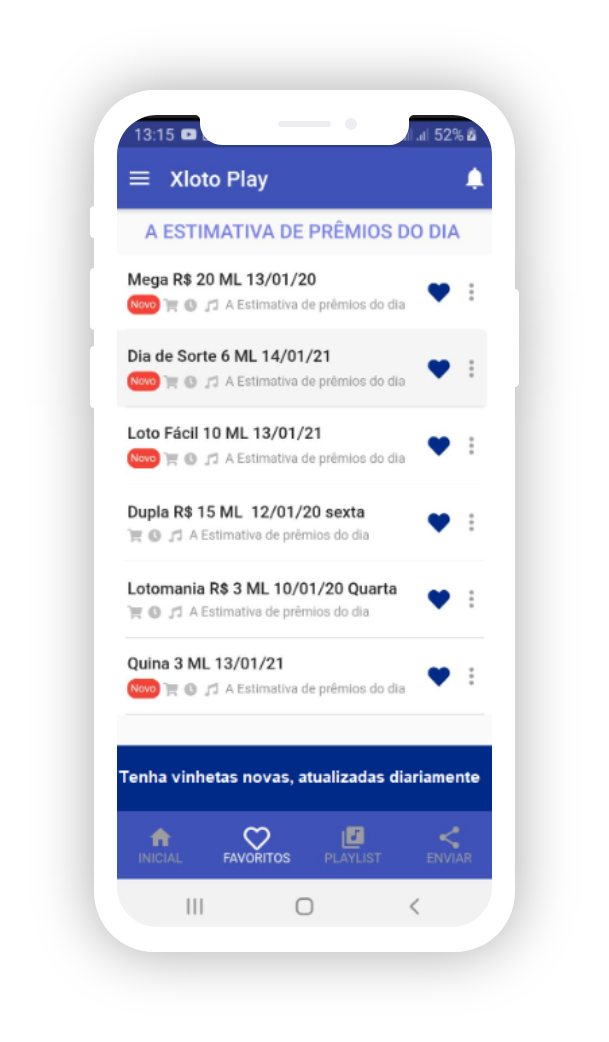 13:15
52%
Xloto Play
A ESTIMATIVA DE PRÊMIOS DO DIA
Mega R$ 20 ML 13/01/20
Novo A Estimativa de prêmios do dia
Dia de Sorte 6 ML 14/01/21
Novo A Estimativa de prêmios do dia
Loto Fácil 10 ML 13/01/21
Novo A Estimativa de prêmios do dia
Dupla R$ 15 ML 12/01/20 sexta
A Estimativa de prêmios do dia
Lotomania R$ 3 ML 10/01/20 Quarta
A Estimativa de prêmios do dia
Quina 3 ML 13/01/21
Novo A Estimativa de prêmios do dia
Tenha vinhetas novas, atualizadas diariamente
INICIAL FAVORITOS PLAYLIST ENVIAR